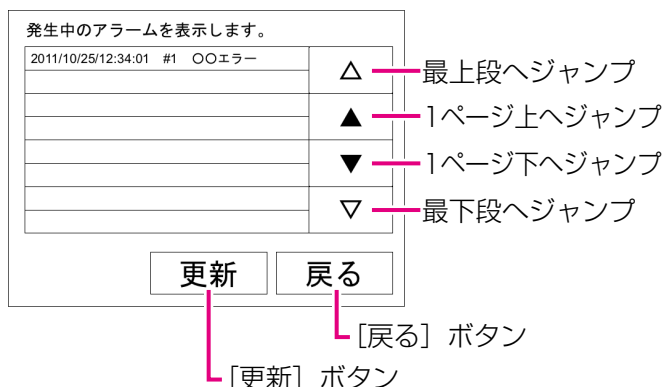 発生中のアラームを表示します。
2011/10/25/12:34:01 #1 〇〇エラー
△ 最上段へジャンプ
▲ 1ページ上へジャンプ
▼ 1ページ下へジャンプ
▽ 最下段へジャンプ
更新 戻る
[戻る] ボタン
[更新] ボタン